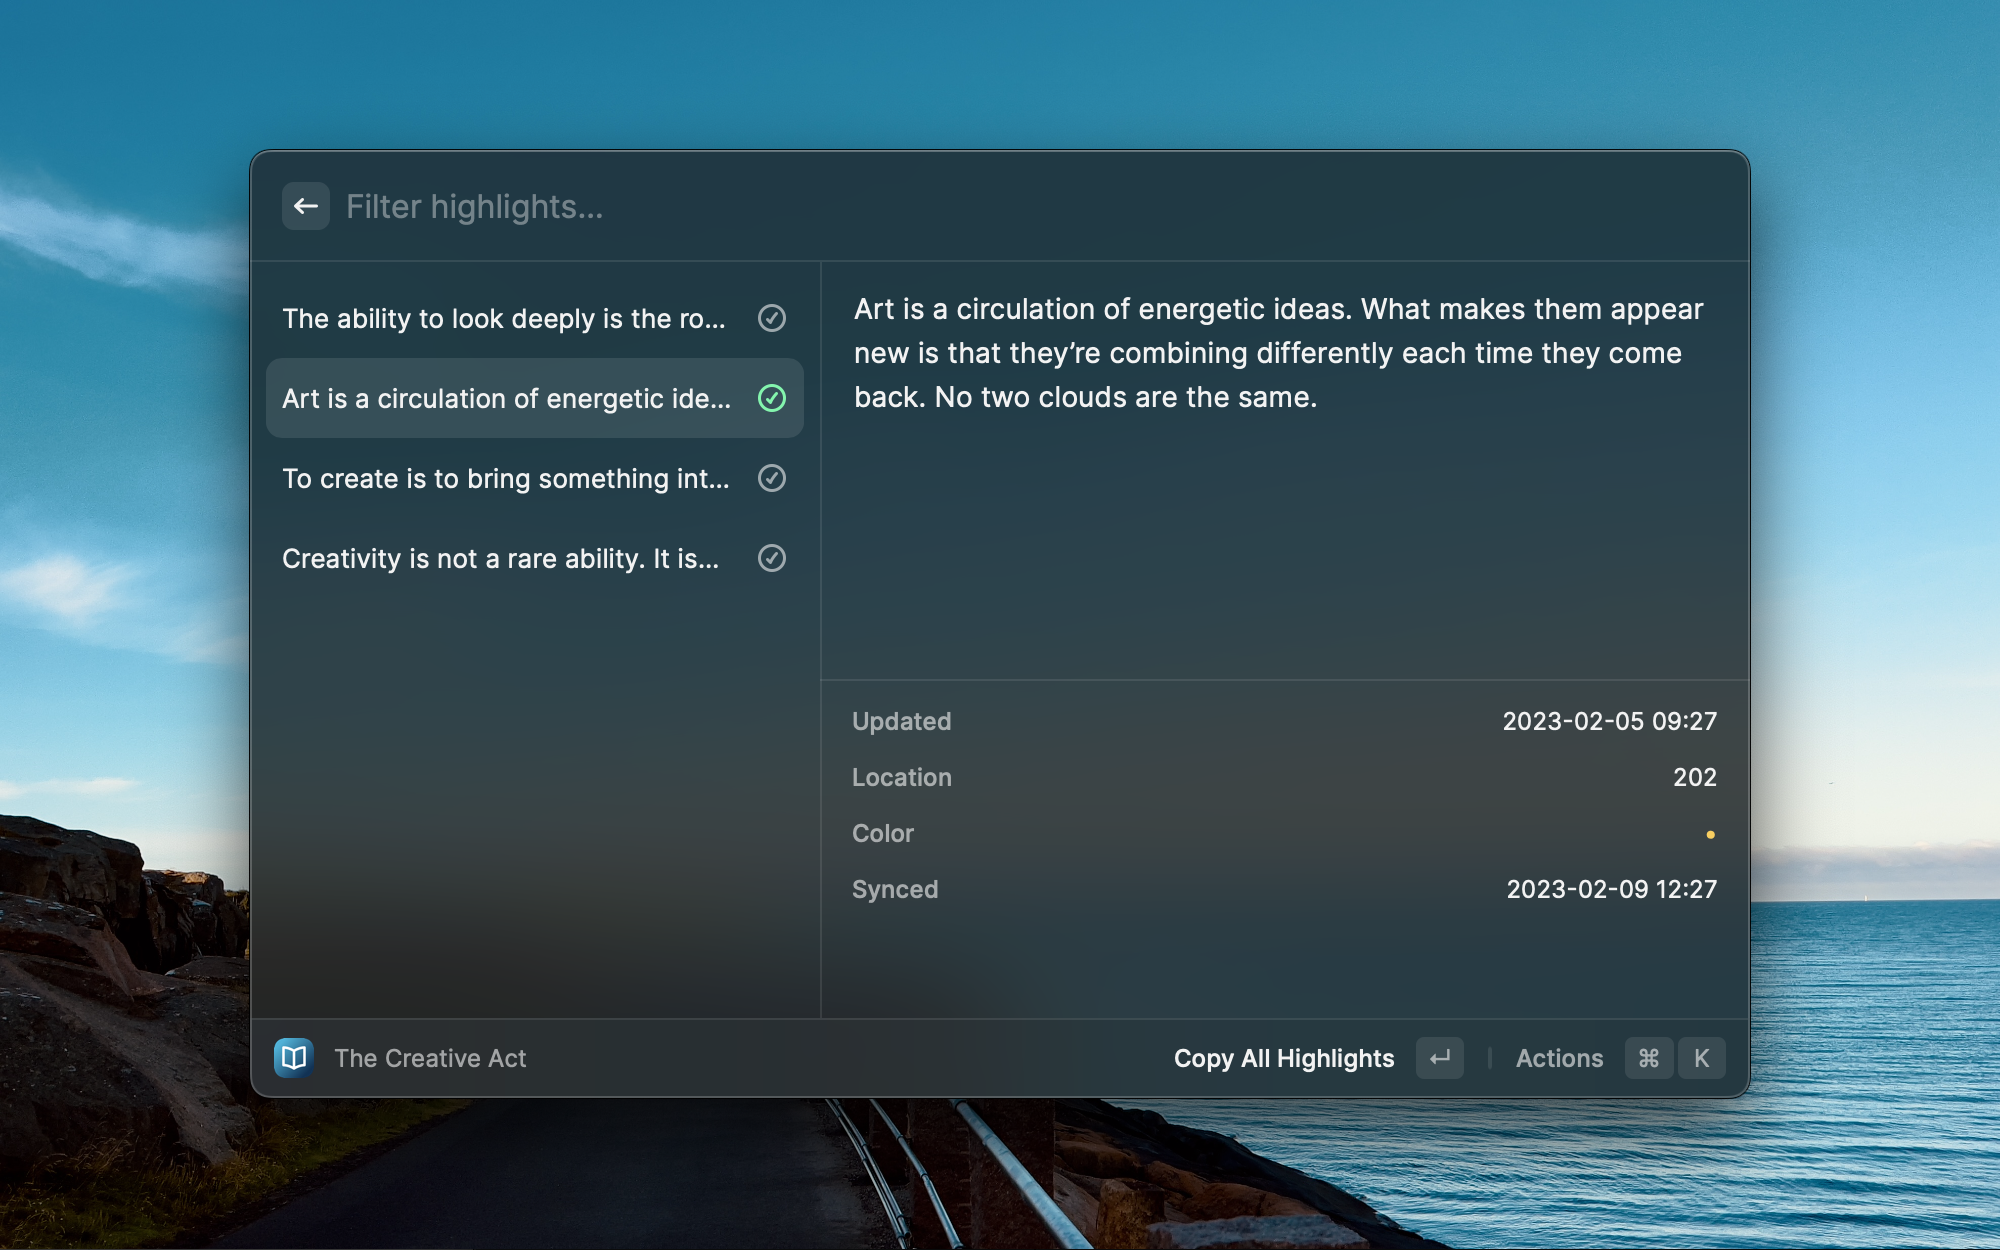 Filter highlights...
The ability to look deeply is the ro...
Art is a circulation of energetic ide...
To create is to bring something int...
Creativity is not a rare ability. It is...
Art is a circulation of energetic ideas. What makes them appear
new is that they’re combining differently each time they come
back. No two clouds are the same.
Updated 2023-02-05 09:27
Location 202
Color
Synced 2023-02-09 12:27
The Creative Act
Copy All Highlights
Actions ⌘ K